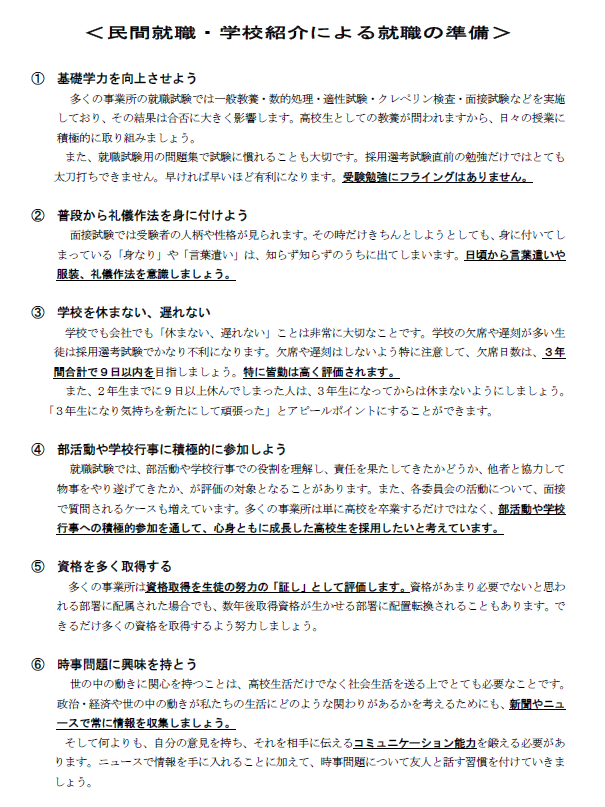 ＜民間就職・学校紹介による就職の準備＞
①　基礎学力を向上させよう
多くの事業所の就職試験では一般教養・数的処理・適性試験・クレペリン検査・面接試験などを実施
しており、その結果は合否に大きく影響します。高校生としての教養が問われますから、日々の授業に
積極的に取り組みましょう。
また、就職試験用の問題集で試験に慣れることも大切です。採用選考試験直前の勉強だけではとても
太刀打ちできません。早ければ早いほど有利になります。受験勉強にフライングはありません。
②　普段から礼儀作法を身に付けよう
面接試験では受験者の人柄や性格が見られます。その時だけきちんとしようとしても、身に付いてし
まっている「身なり」や「言葉遣い」は、知らず知らずのうちに出てしまいます。日頃から言葉遣いや
服装、礼儀作法を意識しましょう。
③　学校を休まない、遅れない
学校でも会社でも「休まない、遅れない」ことは非常に大切なことです。学校の欠席や遅刻が多い生
徒は採用選考試験でかなり不利になります。欠席や遅刻はしないよう特に注意して、欠席日数は、３年
間合計で９日以内を目指しましょう。特に皆勤は高く評価されます。
また、２年生までに９日以上休んでしまった人は、３年生になってからは休まないようにしましょう。
「３年生になり気持ちを新たにして頑張った」とアピールポイントにすることができます。
④　部活動や学校行事に積極的に参加しよう
就職試験では、部活動や学校行事での役割を理解し、責任を果たしてきたかどうか、他者と協力して
物事をやり遂げてきたか、が評価の対象となることがあります。また、各委員会の活動について、面接
で質問されるケースも増えています。多くの事業所は単に高校を卒業するだけではなく、部活動や学校
行事への積極的参加を通して、心身ともに成長した高校生を採用したいと考えています。
⑤　資格を多く取得する
多くの事業所は資格取得を生徒の努力の「証し」として評価します。資格があまり必要でないと思わ
れる部署に配属された場合でも、数年後取得資格が生かせる部署に配置転換されることもあります。で
きるだけ多くの資格を取得するよう努力しましょう。
⑥　時事問題に興味を持とう
世の中の動きに関心を持つことは、高校生活だけでなく社会生活を送る上でとても必要なことです。
政治・経済や世の中の動きが私たちの生活にどのような関わりがあるかを考えるためにも、新聞やニュ
ースで常に情報を収集しましょう。
そして何よりも、自分の意見を持ち、それを相手に伝えるコミュニケーション能力を鍛える必要があ
ります。ニュースで情報を手に入れることに加えて、時事問題について友人と話す習慣を付けていきま
しょう。